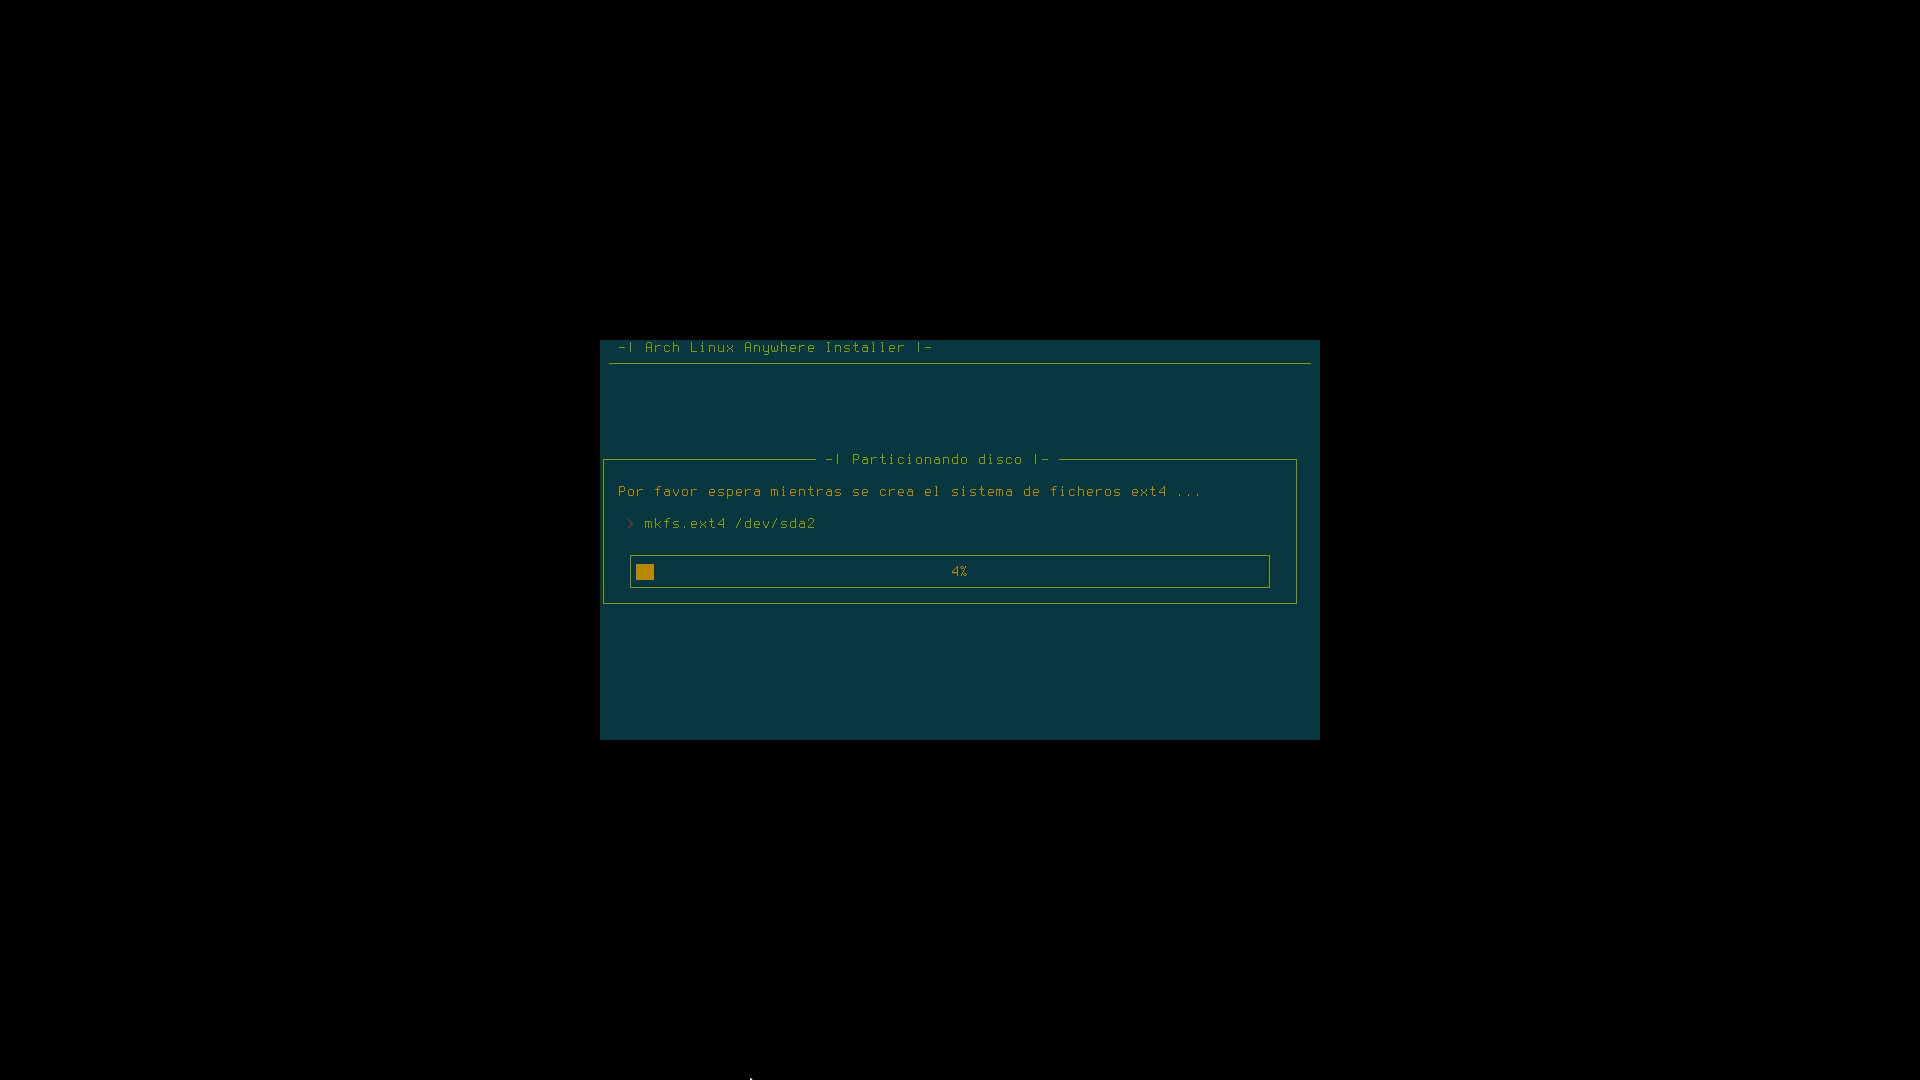 -| Arch Linux Anywhere Installer |-
-| Particionando disco |-
Por favor espera mientras se crea el sistema de ficheros ext4 ...
> mkfs.ext4 /dev/sda2
4%